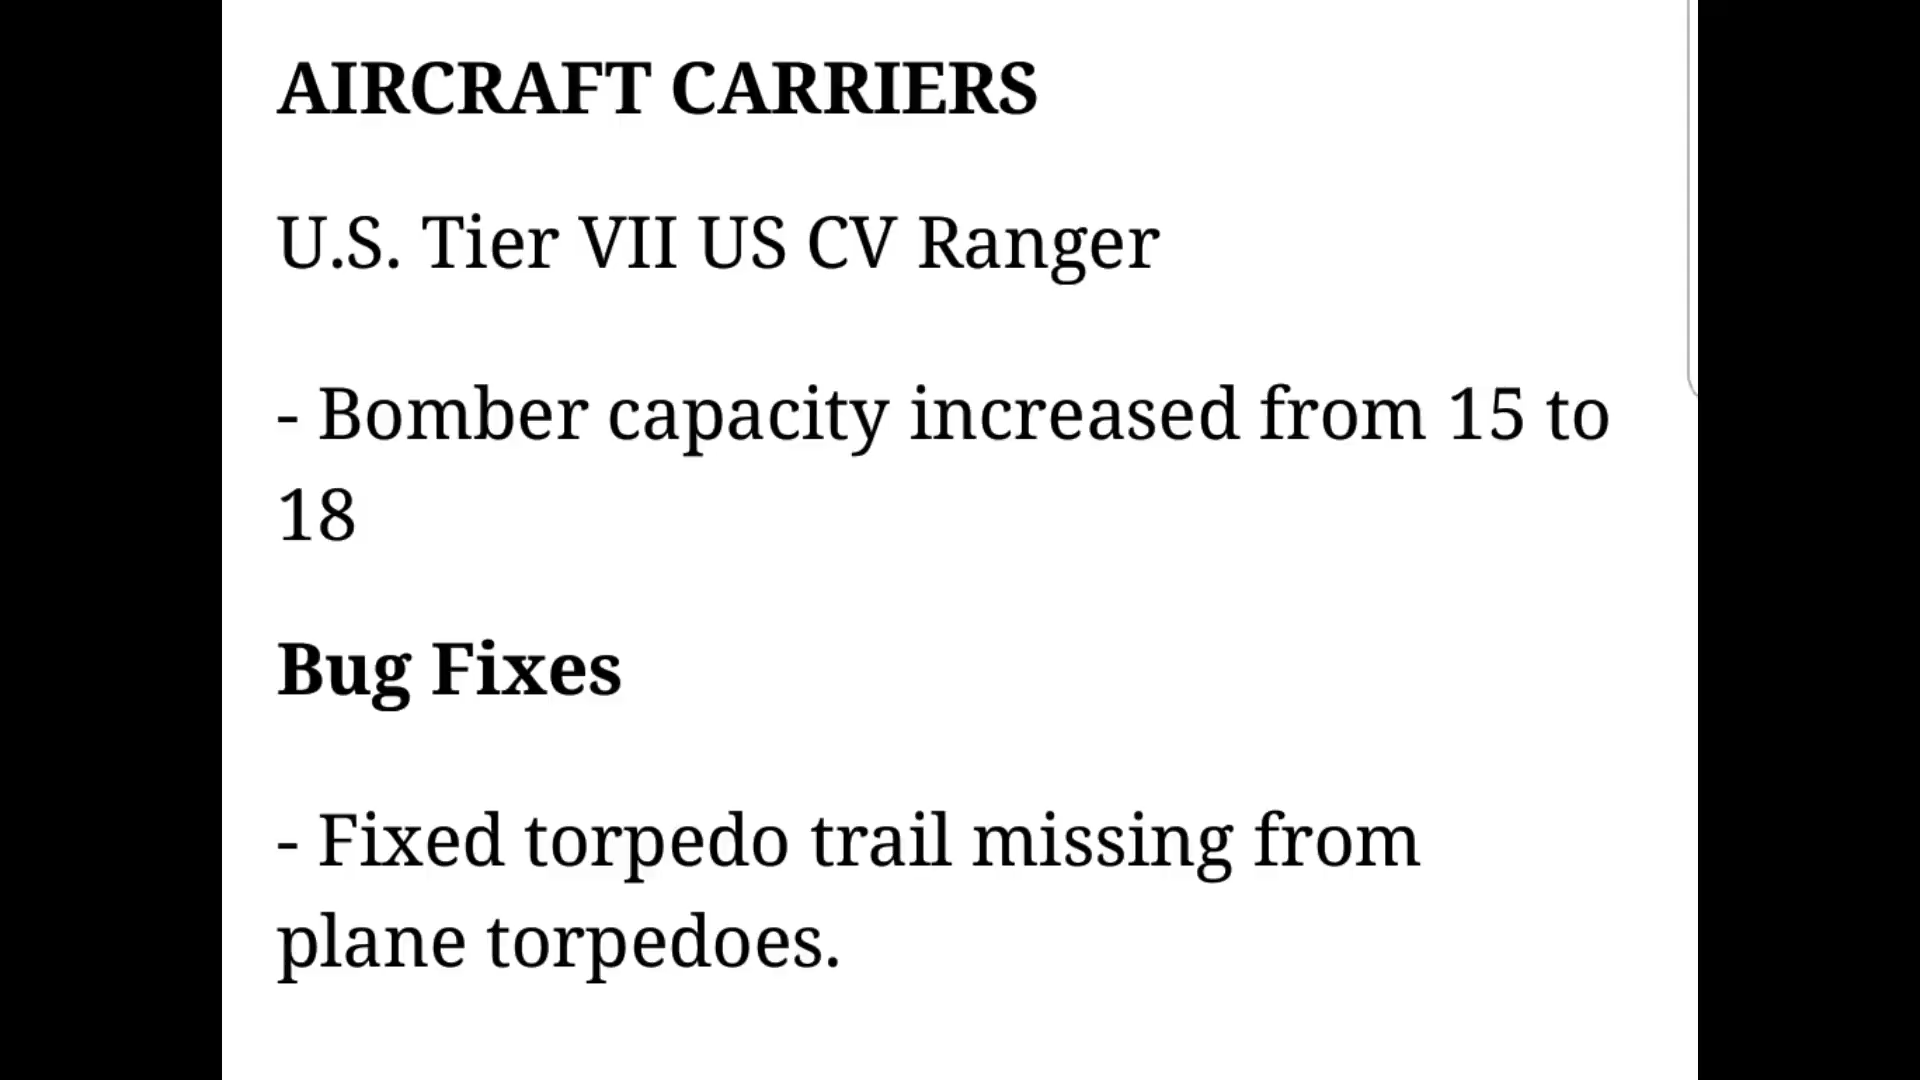 AIRCRAFT CARRIERS
U.S. Tier VII US CV Ranger
- Bomber capacity increased from 15 to
18
Bug Fixes
- Fixed torpedo trail missing from
plane torpedoes.